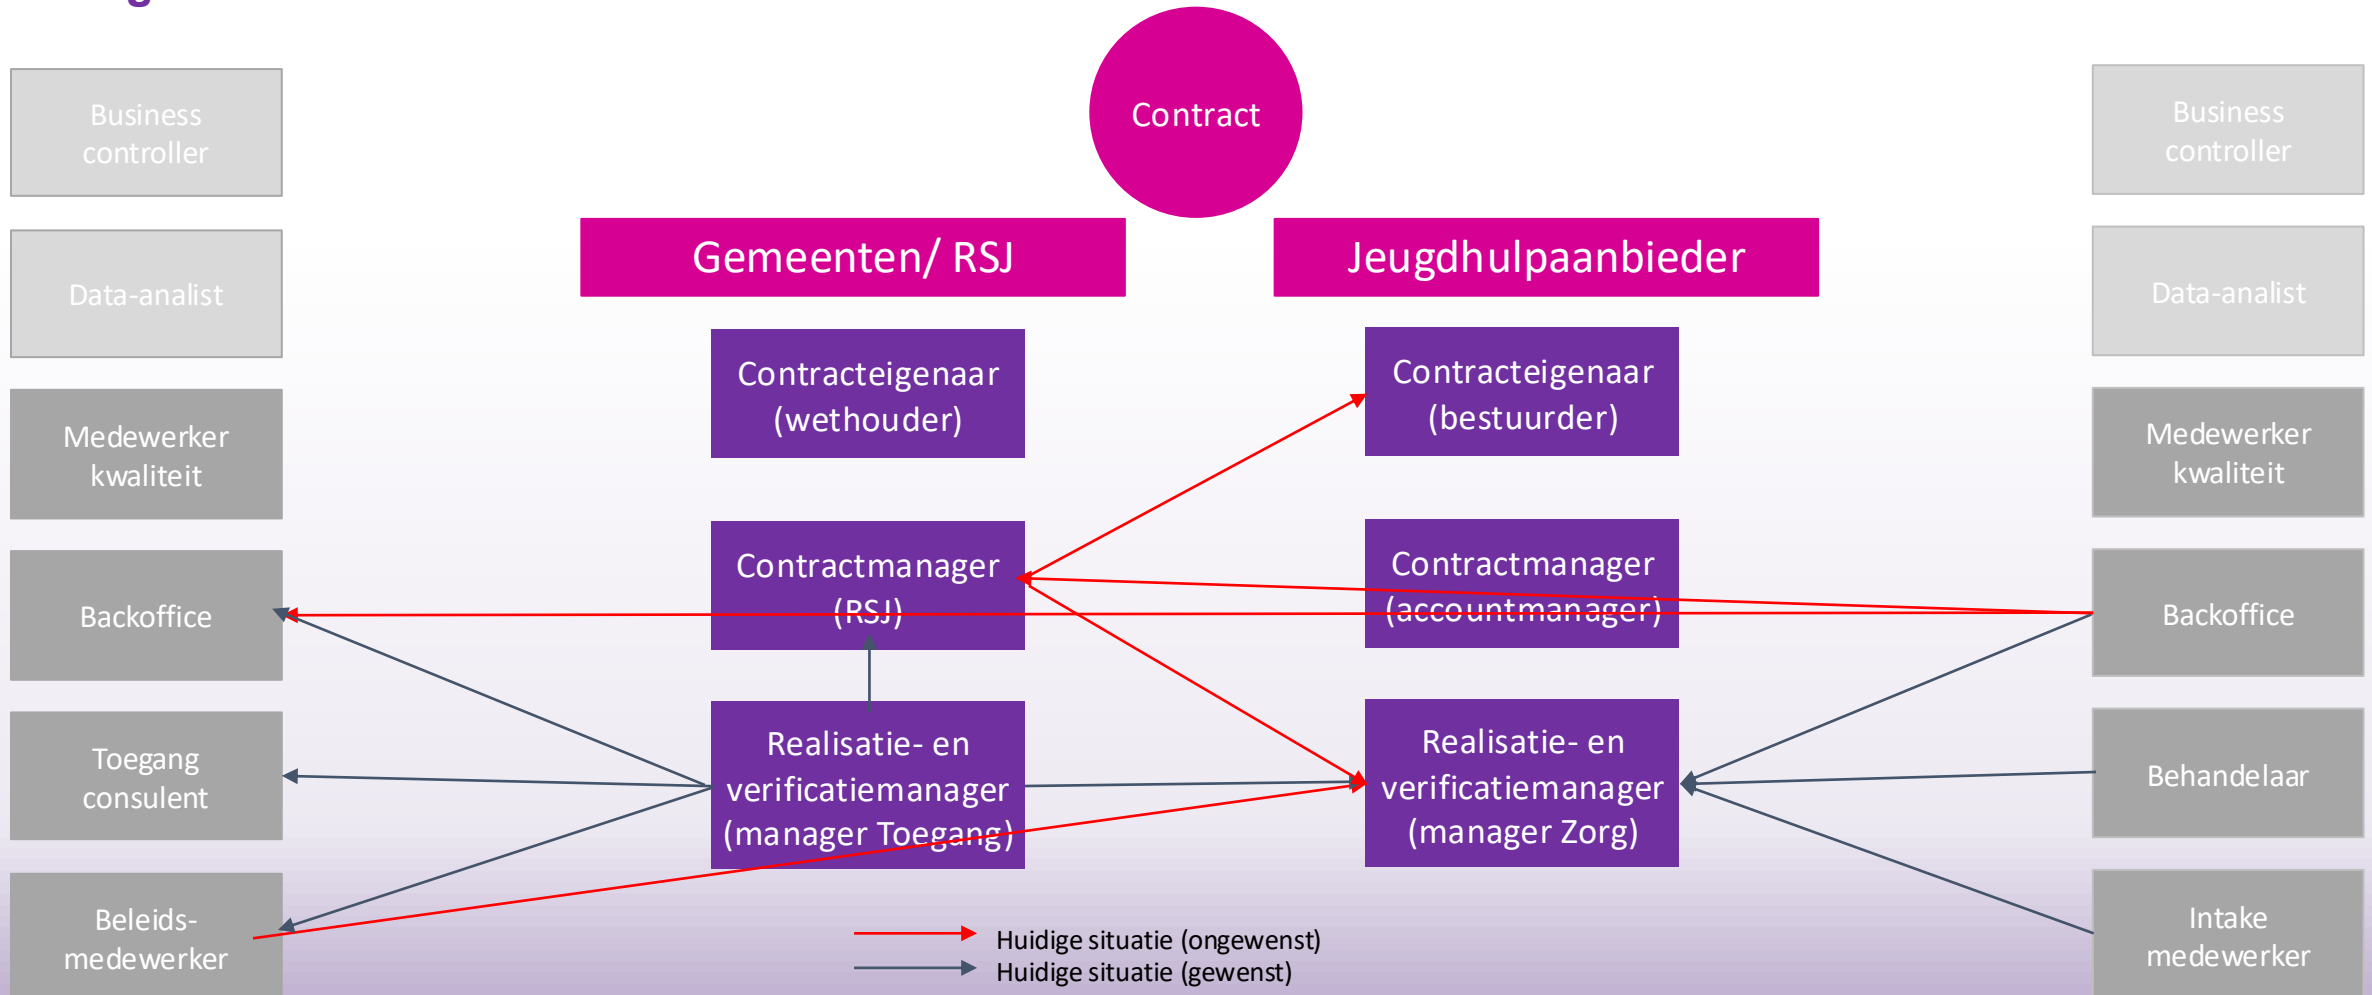 Contract
Gemeenten/ RSJ
Jeugdhulpaanbieder
Business
controller
Data-analist
Medewerker
kwaliteit
Backoffice
Toegang
consulent
Beleids-
medewerker
Contracteigenaar
(wethouder)
Contractmanager
(RSJ)
Realisatie- en
verificatiemanager
(manager Toegang)
Contracteigenaar
(bestuurder)
Contractmanager
(accountmanager)
Realisatie- en
verificatiemanager
(manager Zorg)
Business
controller
Data-analist
Medewerker
kwaliteit
Backoffice
Behandelaar
Intake
medewerker
Huidige situatie (ongewenst)
Huidige situatie (gewenst)